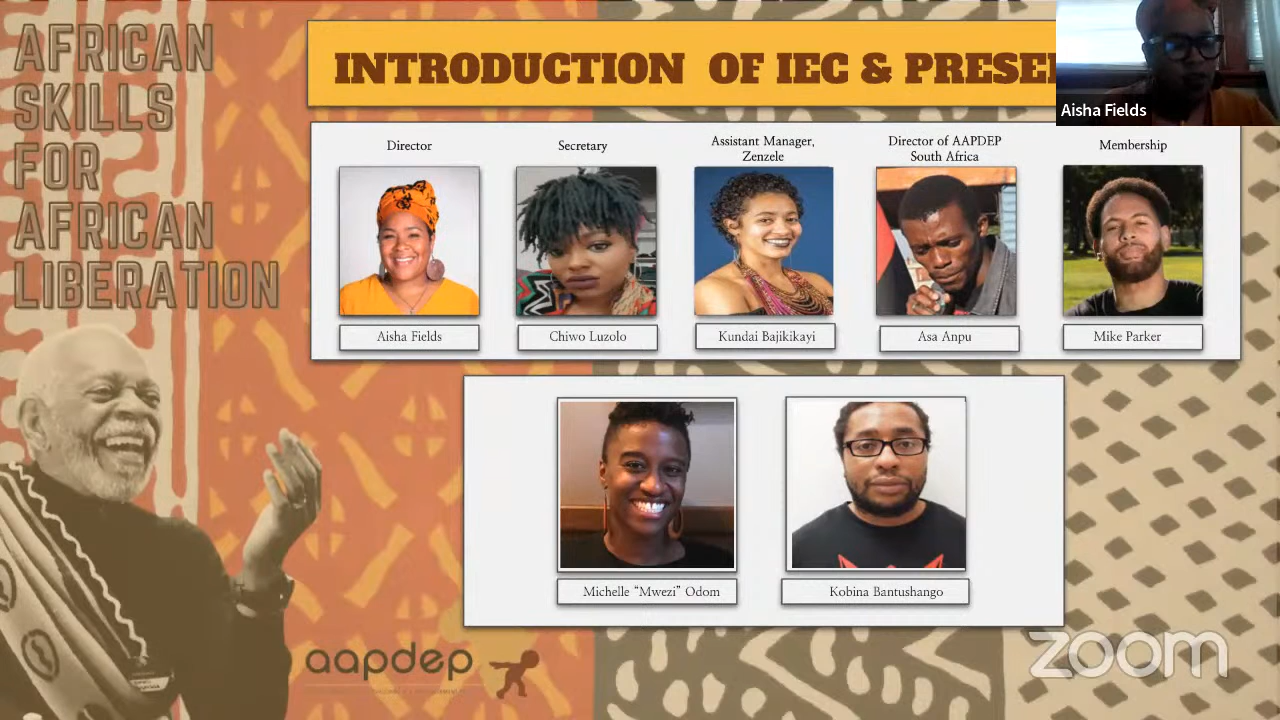 AFRICAN
SKILLS
FOR
AFRICAN
LIBERATION
INTRODUCTION OF IEC &
Aisha Fields
Director
Secretary
Assistant Manager,
Zenzele
Director of AAPDEP
South Africa
Membership
Aisha Fields
Chiwo Luzolo
Kundai Bajikikayi
Asa Anpu
Mike Parker
Michelle “Mwezi” Odom
Kobina Bantushango
aapdep
zoom